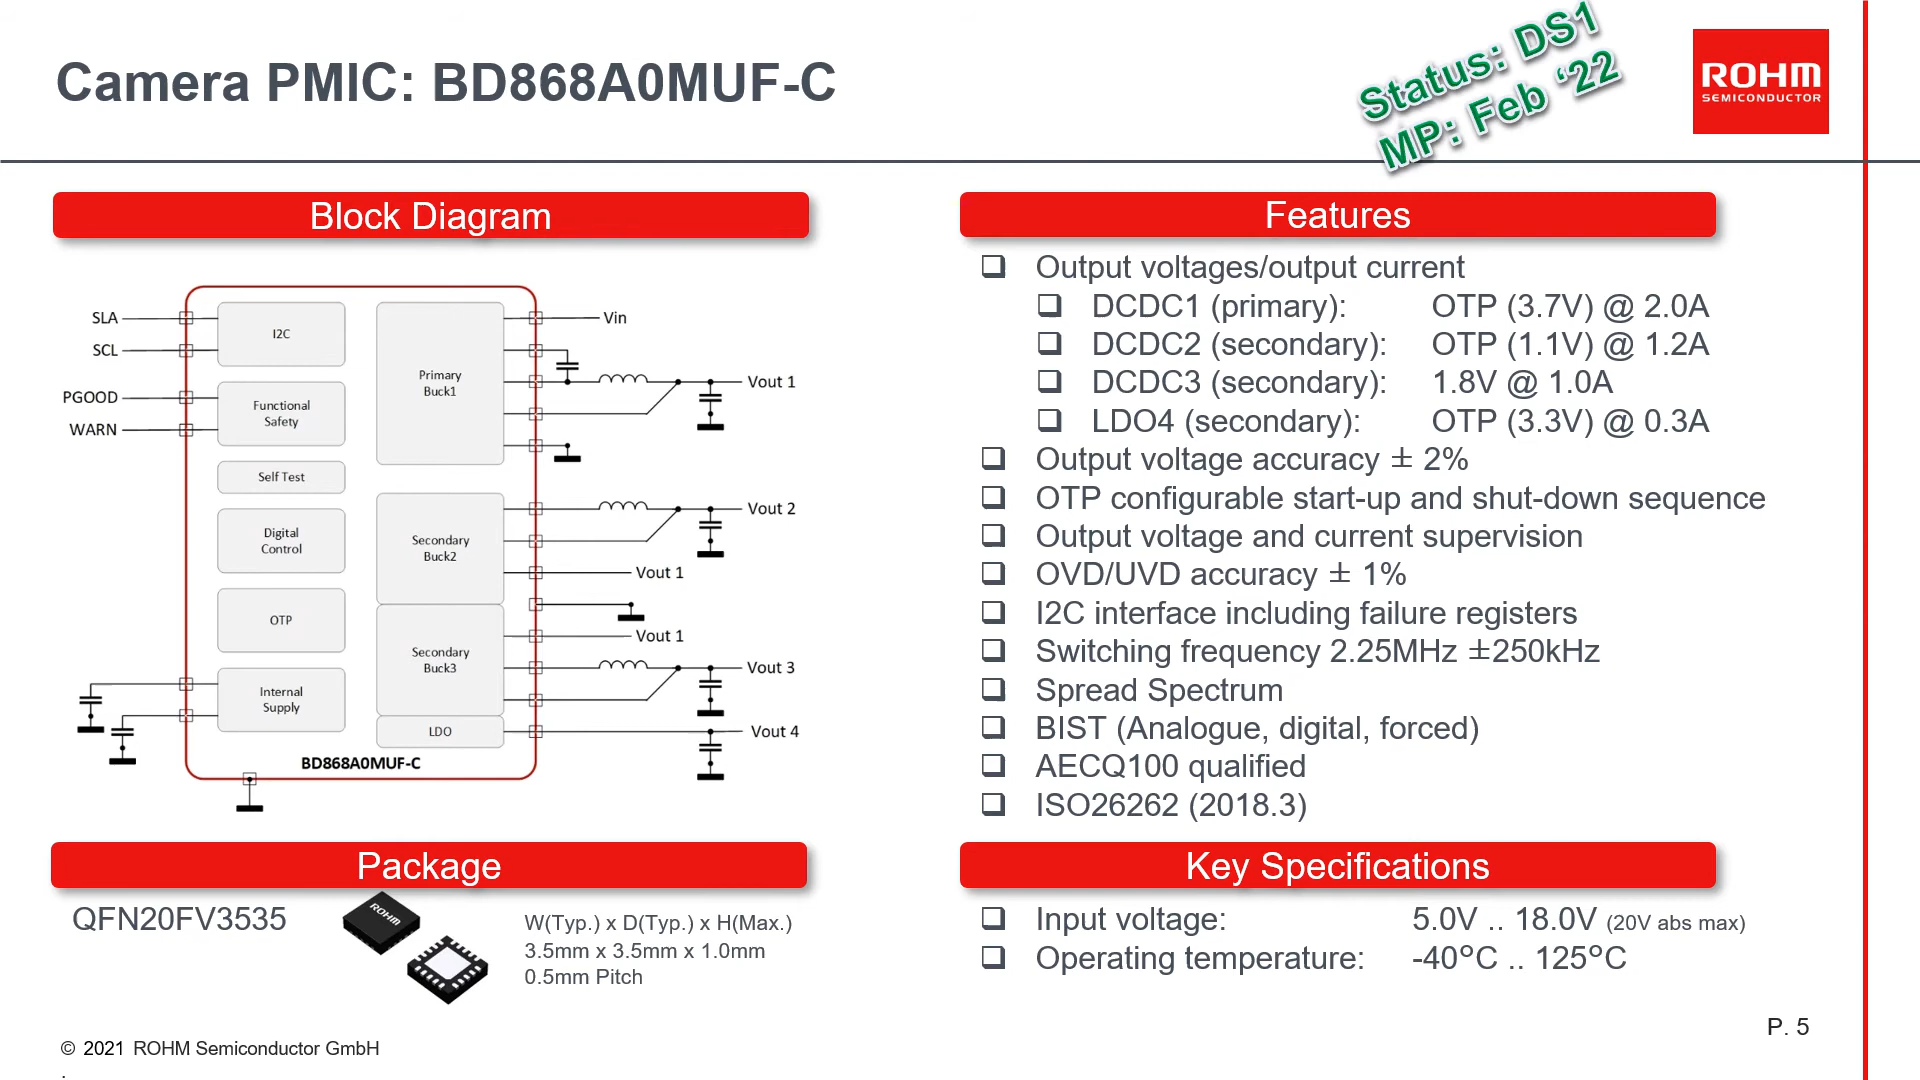 Camera PMIC: BD868A0MUF-C
Status: DS1
MP: Feb ‘22
ROHM
SEMICONDUCTOR
Block Diagram
SLA
SCL
PGOOD
WARN
I2C
Functional
Safety
Self Test
Digital
Control
OTP
Internal
Supply
Primary
Buck1
Secondary
Buck2
Secondary
Buck3
LDO
BD868A0MUF-C
Vin
Vout 1
Vout 2
Vout 1
Vout 1
Vout 3
Vout 4
Features
Output voltages/output current
DCDC1 (primary): OTP (3.7V) @ 2.0A
DCDC2 (secondary): OTP (1.1V) @ 1.2A
DCDC3 (secondary): 1.8V @ 1.0A
LDO4 (secondary): OTP (3.3V) @ 0.3A
Output voltage accuracy ± 2%
OTP configurable start-up and shut-down sequence
Output voltage and current supervision
OVD/UVD accuracy ± 1%
I2C interface including failure registers
Switching frequency 2.25MHz ±250kHz
Spread Spectrum
BIST (Analogue, digital, forced)
AECQ100 qualified
ISO26262 (2018.3)
Package
QFN20FV3535
ROHM
W(Typ.) x D(Typ.) x H(Max.)
3.5mm x 3.5mm x 1.0mm
0.5mm Pitch
Key Specifications
Input voltage: 5.0V .. 18.0V (20V abs max)
Operating temperature: -40°C .. 125°C
P. 5
© 2021 ROHM Semiconductor GmbH
.